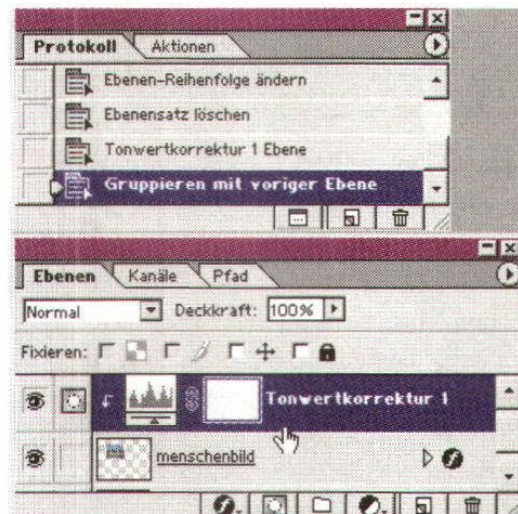 Protokoll Aktionen
Ebenen-Reihenfolge ändern
Ebenensatz löschen
Tonwertkorrektur 1 Ebene
Gruppieren mit voriger Ebene
Ebenen Kanäle Pfad
Normal Deckkraft: 100%
Fixieren:
Tonwertkorrektur 1
menschenbild